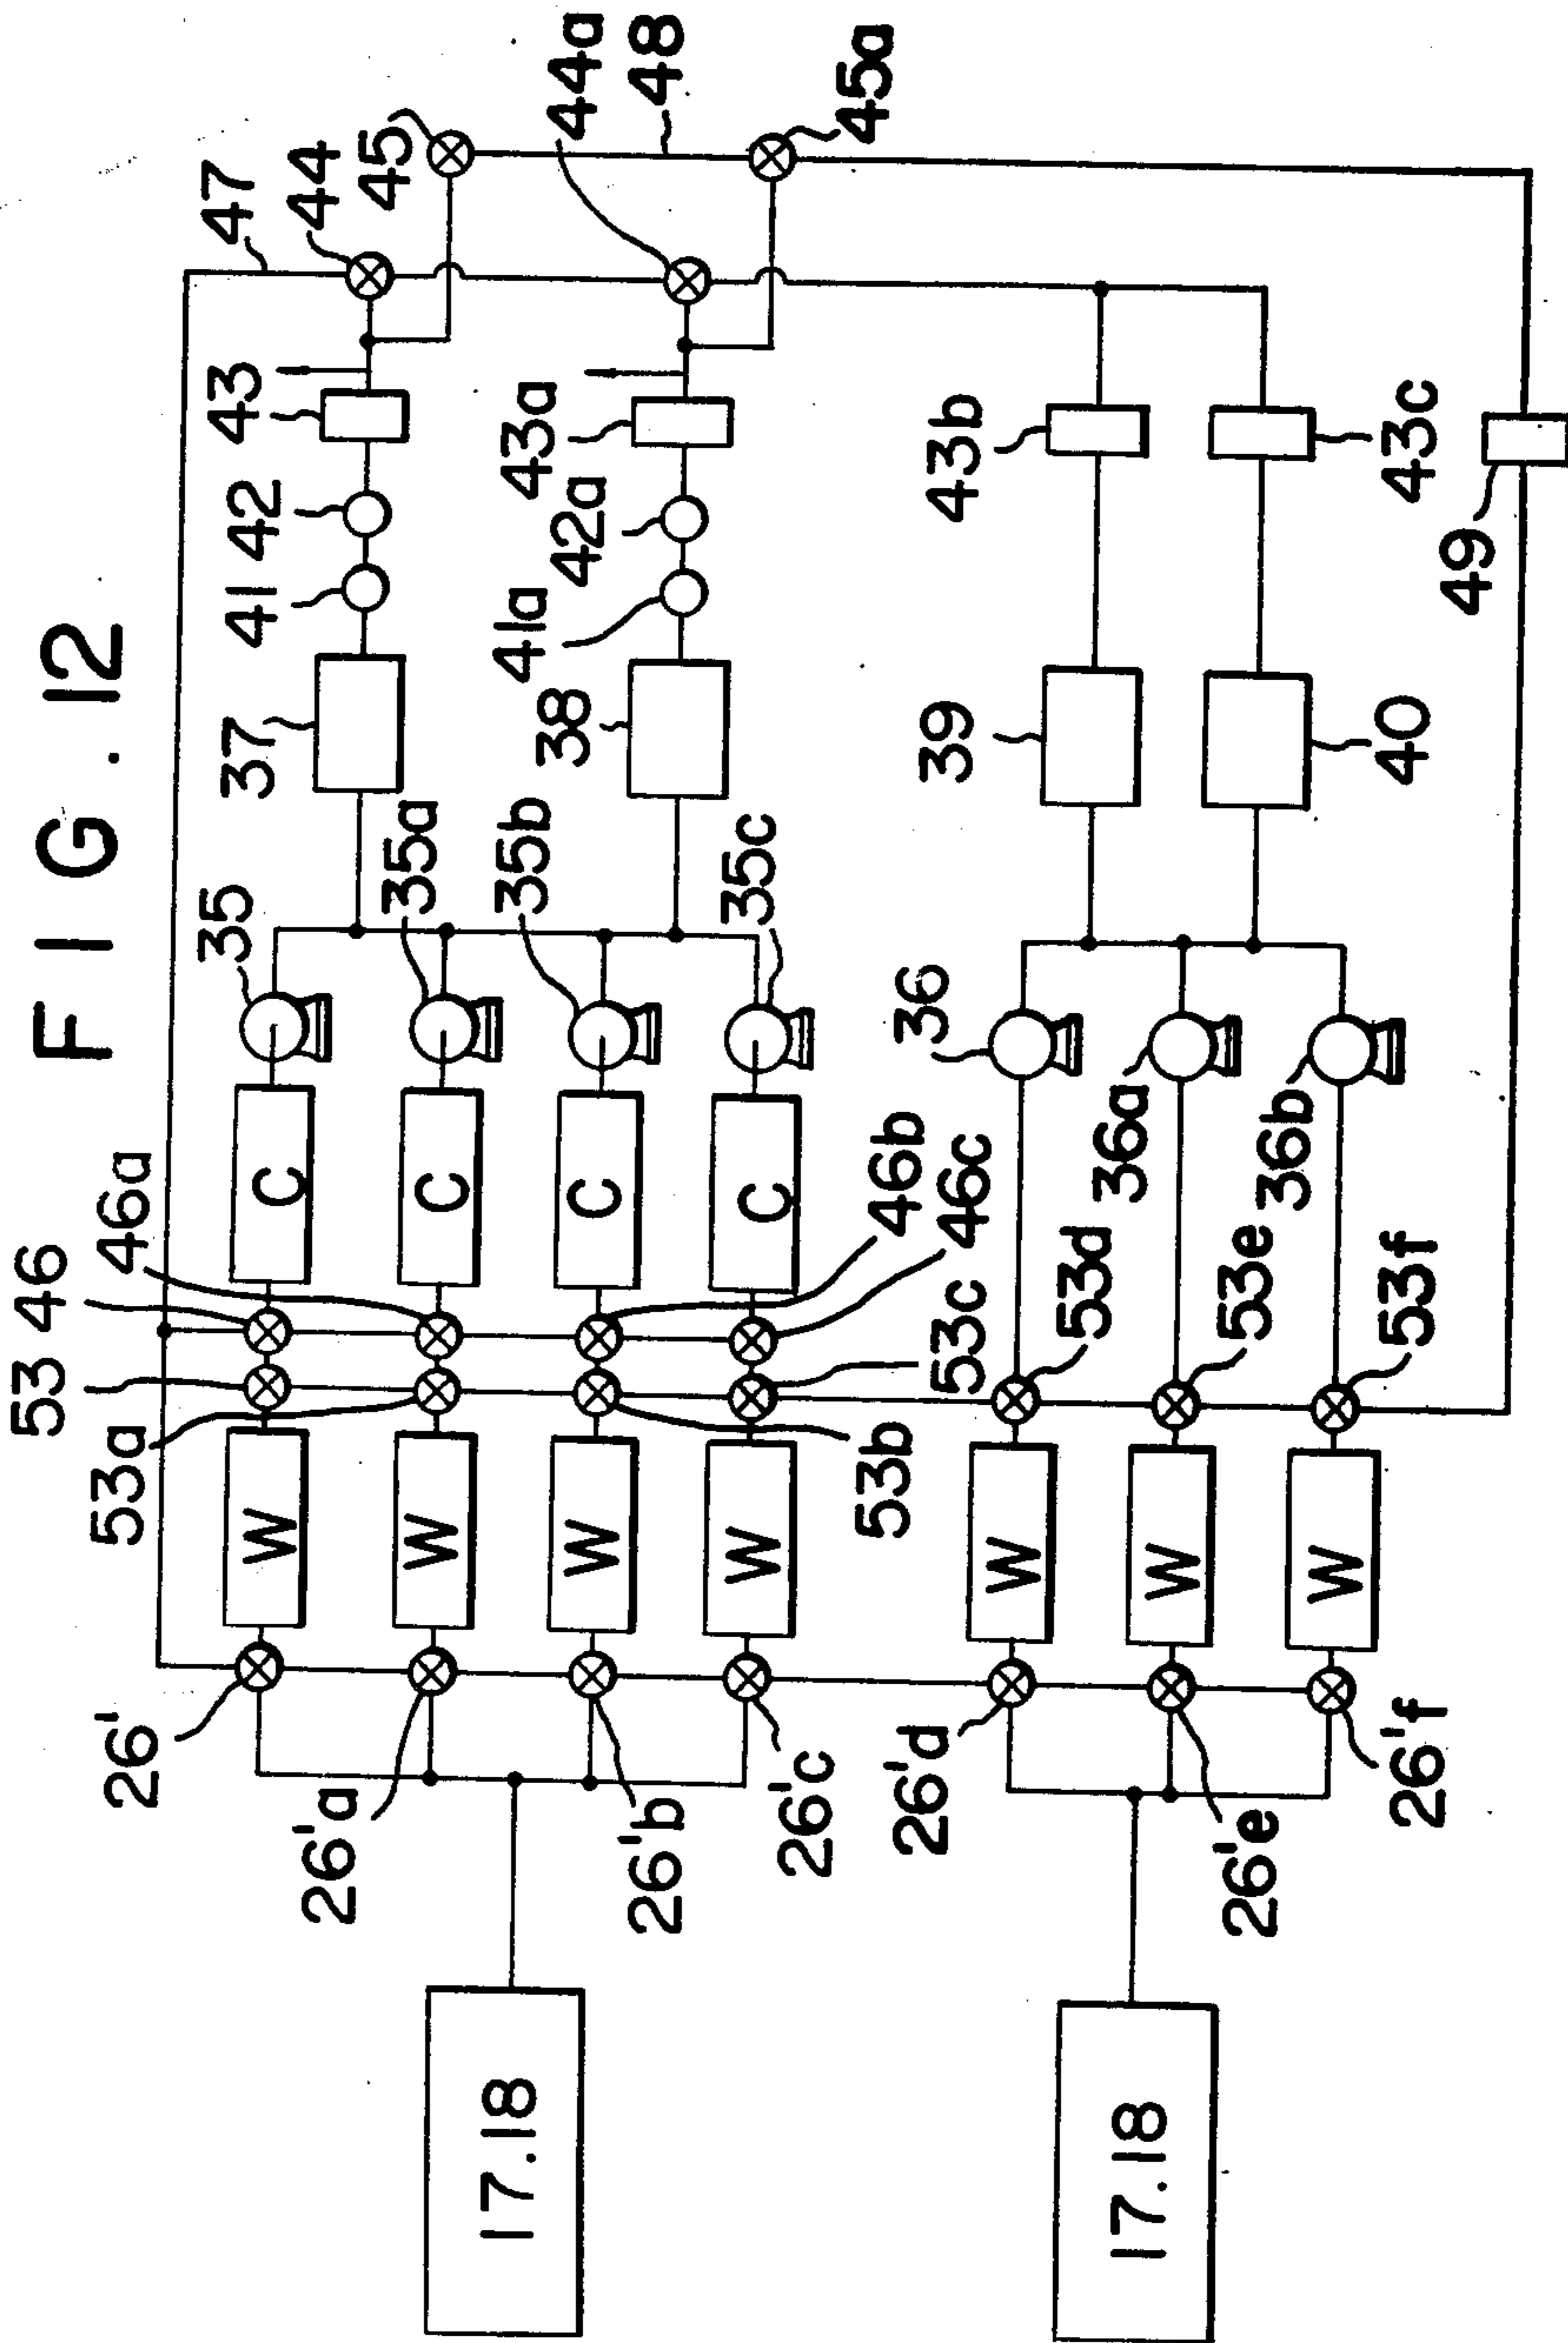 FIG. 12
47
44
45
44a
48
45a
43
42
41
37
43a
42a
41a
38
43b
43c
39
40
49
35
35a
35b
35c
36
36a
36b
C
C
C
C
46a
46
53
53a
46b
46c
53c
53b
53d
53e
53f
W
W
W
W
W
W
W
26'
26'a
26'b
26'c
26'd
26'e
26'f
17.18
17.18